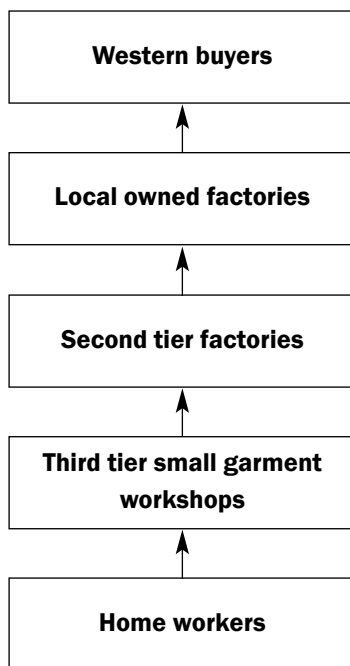 Western buyers
Local owned factories
Second tier factories
Third tier small garment
workshops
Home workers